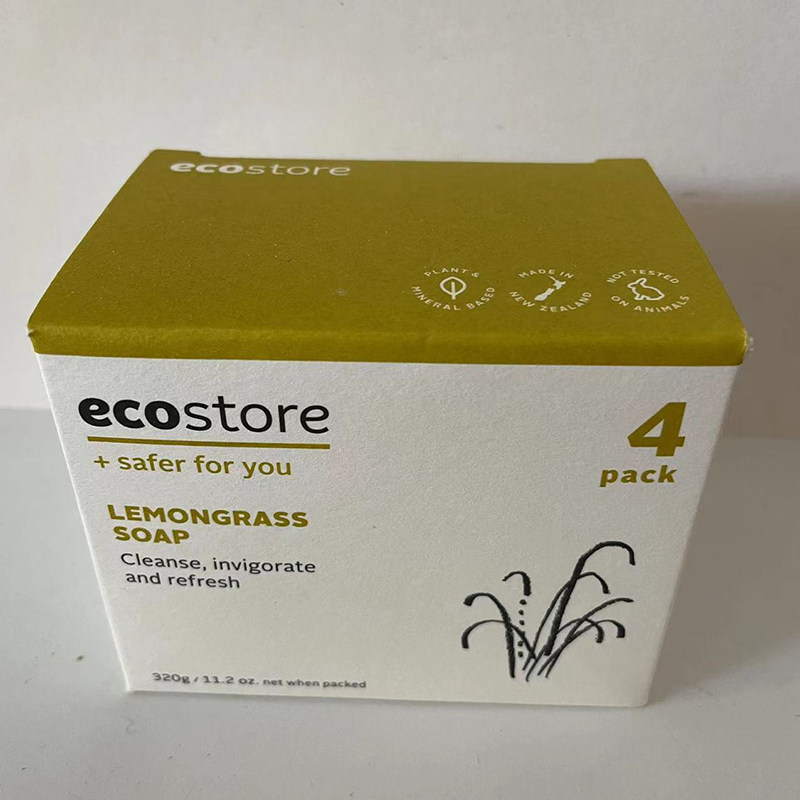 ecostore
PLANT &
MINERAL BASED
MADE IN
NEW ZEALAND
NOT TESTED
ON ANIMALS
ecostore
+ safer for you
4
pack
LEMONGRASS
SOAP
Cleanse, invigorate
and refresh
320g / 11.2 oz. net when packed